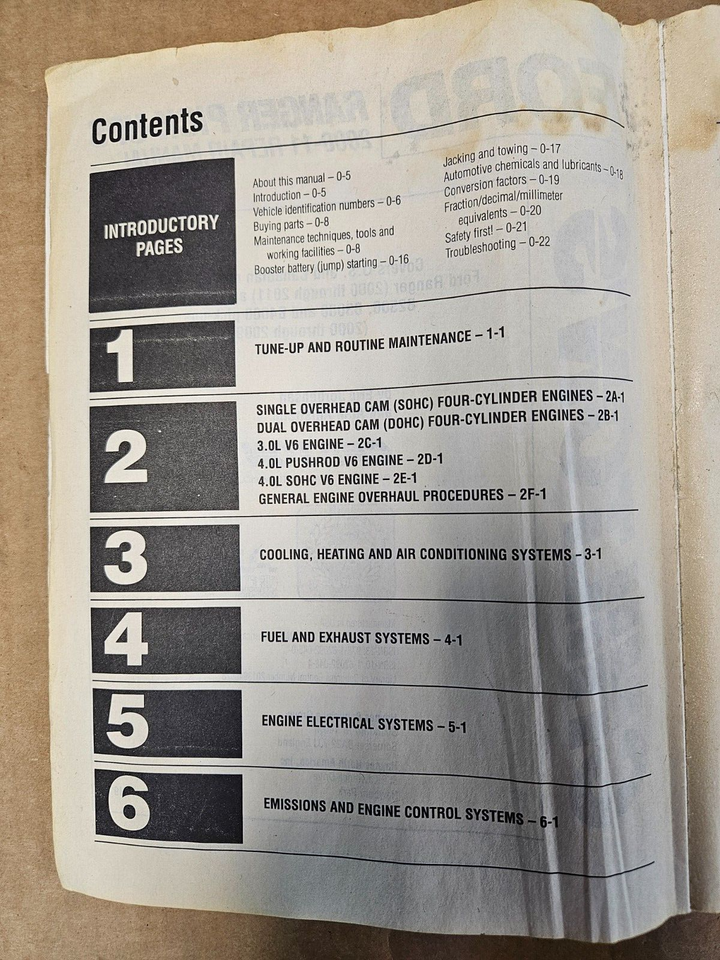 Contents
INTRODUCTORY
PAGES
About this manual – 0-5
Introduction – 0-5
Vehicle identification numbers – 0-6
Buying parts – 0-8
Maintenance techniques, tools and
working facilities – 0-8
Booster battery (jump) starting – 0-16
Jacking and towing – 0-17
Automotive chemicals and lubricants – 0-18
Conversion factors – 0-19
Fraction/decimal/millimeter
equivalents – 0-20
Safety first! – 0-21
Troubleshooting – 0-22
1
TUNE-UP AND ROUTINE MAINTENANCE – 1-1
2
SINGLE OVERHEAD CAM (SOHC) FOUR-CYLINDER ENGINES – 2A-1
DUAL OVERHEAD CAM (DOHC) FOUR-CYLINDER ENGINES – 2B-1
3.0L V6 ENGINE – 2C-1
4.0L PUSHROD V6 ENGINE – 2D-1
4.0L SOHC V6 ENGINE – 2E-1
GENERAL ENGINE OVERHAUL PROCEDURES – 2F-1
3
COOLING, HEATING AND AIR CONDITIONING SYSTEMS – 3-1
4
FUEL AND EXHAUST SYSTEMS – 4-1
5
ENGINE ELECTRICAL SYSTEMS – 5-1
6
EMISSIONS AND ENGINE CONTROL SYSTEMS – 6-1